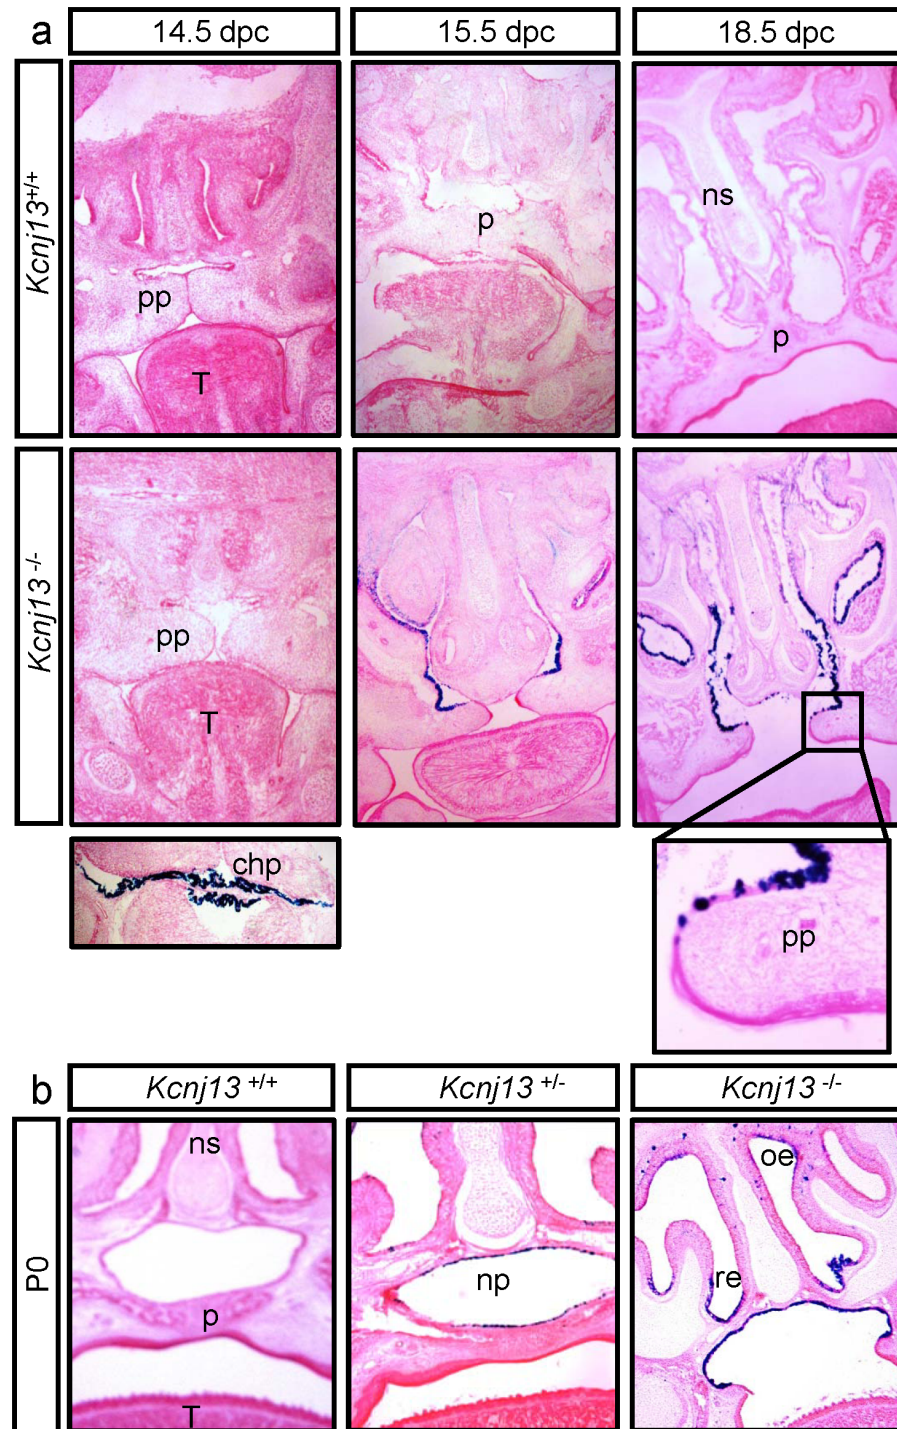 a
14.5 dpc
15.5 dpc
18.5 dpc
Kcnj13+/+
pp
T
p
ns
p
Kcnj13 -/-
pp
T
chp
pp
b
Kcnj13 +/+
Kcnj13 +/-
Kcnj13 -/-
P0
ns
p
T
np
oe
re